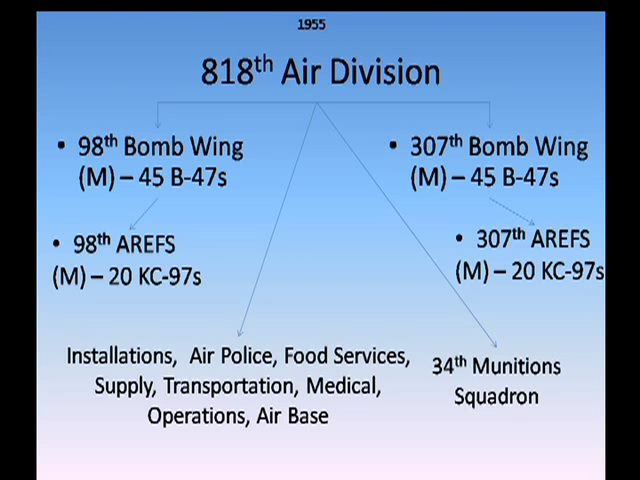 1955
818th Air Division
• 98th Bomb Wing
(M) – 45 B-47s
• 307th Bomb Wing
(M) – 45 B-47s
• 98th AREFS
(M) – 20 KC-97s
• 307th AREFS
(M) – 20 KC-97s
Installations, Air Police, Food Services,
Supply, Transportation, Medical,
Operations, Air Base
34th Munitions
Squadron